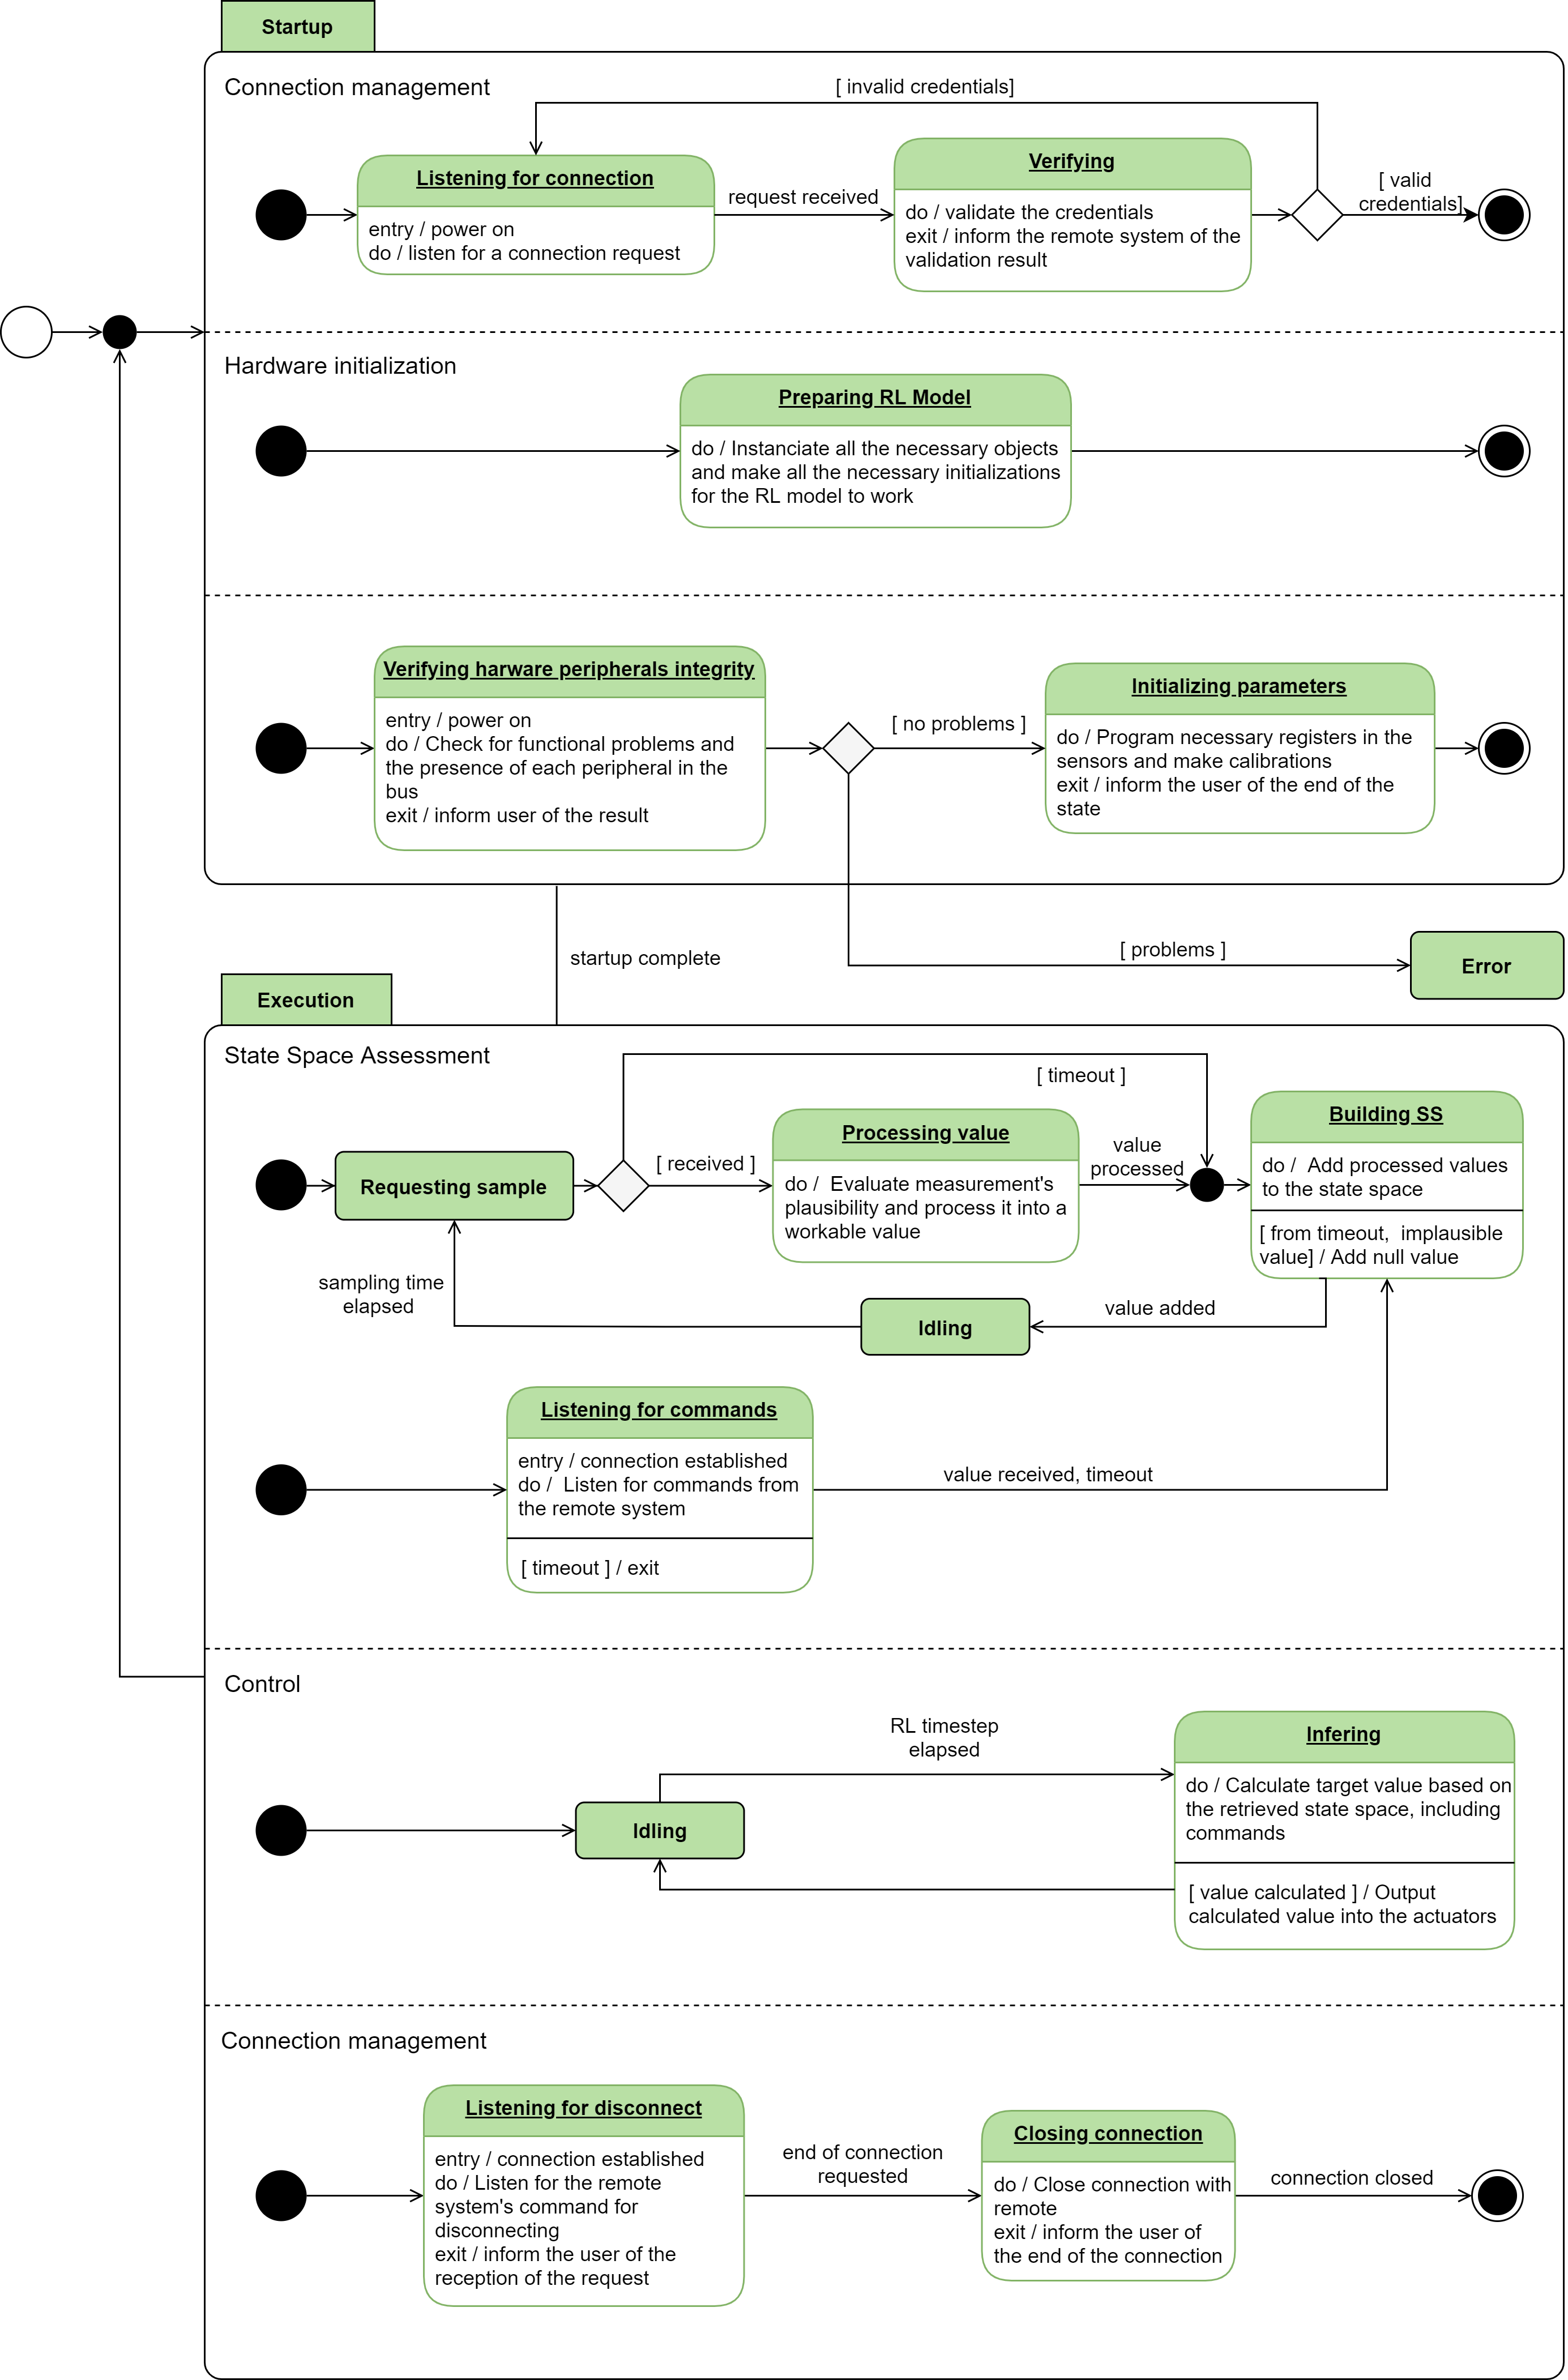 Startup
Connection management
[ invalid credentials]
Listening for connection
entry / power on
do / listen for a connection request
request received
Verifying
do / validate the credentials
exit / inform the remote system of the
validation result
[ valid
credentials]
Hardware initialization
Preparing RL Model
do / Instanciate all the necessary objects
and make all the necessary initializations
for the RL model to work
Verifying harware peripherals integrity
entry / power on
do / Check for functional problems and
the presence of each peripheral in the
bus
exit / inform user of the result
[ no problems ]
Initializing parameters
do / Program necessary registers in the
sensors and make calibrations
exit / inform the user of the end of the
state
startup complete
[ problems ]
Error
Execution
State Space Assessment
[ timeout ]
Requesting sample
[ received ]
Processing value
do /  Evaluate measurement's
plausibility and process it into a
workable value
value
processed
Building SS
do /  Add processed values
to the state space
[ from timeout,  implausible
value] / Add null value
sampling time
elapsed
Idling
value added
Listening for commands
entry / connection established
do /  Listen for commands from
the remote system
[ timeout ] / exit
value received, timeout
Control
RL timestep
elapsed
Idling
Infering
do / Calculate target value based on
the retrieved state space, including
commands
[ value calculated ] / Output
calculated value into the actuators
Connection management
Listening for disconnect
entry / connection established
do / Listen for the remote
system's command for
disconnecting
exit / inform the user of the
reception of the request
end of connection
requested
Closing connection
do / Close connection with
remote
exit / inform the user of
the end of the connection
connection closed